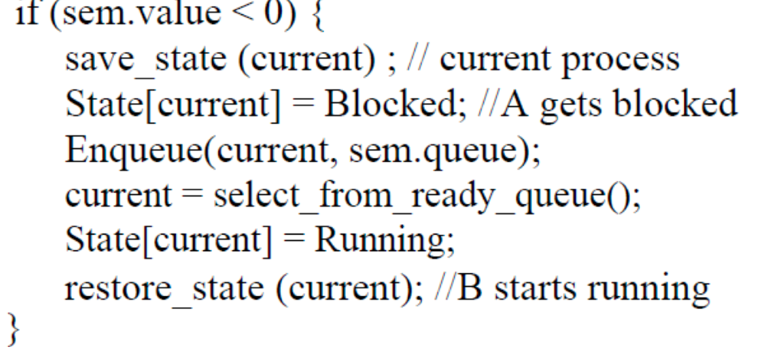 if (sem.value < 0) {
save_state (current) ; // current process
State[current] = Blocked; //A gets blocked
Enqueue(current, sem.queue);
current = select_from_ready_queue();
State[current] = Running;
restore_state (current); //B starts running
}